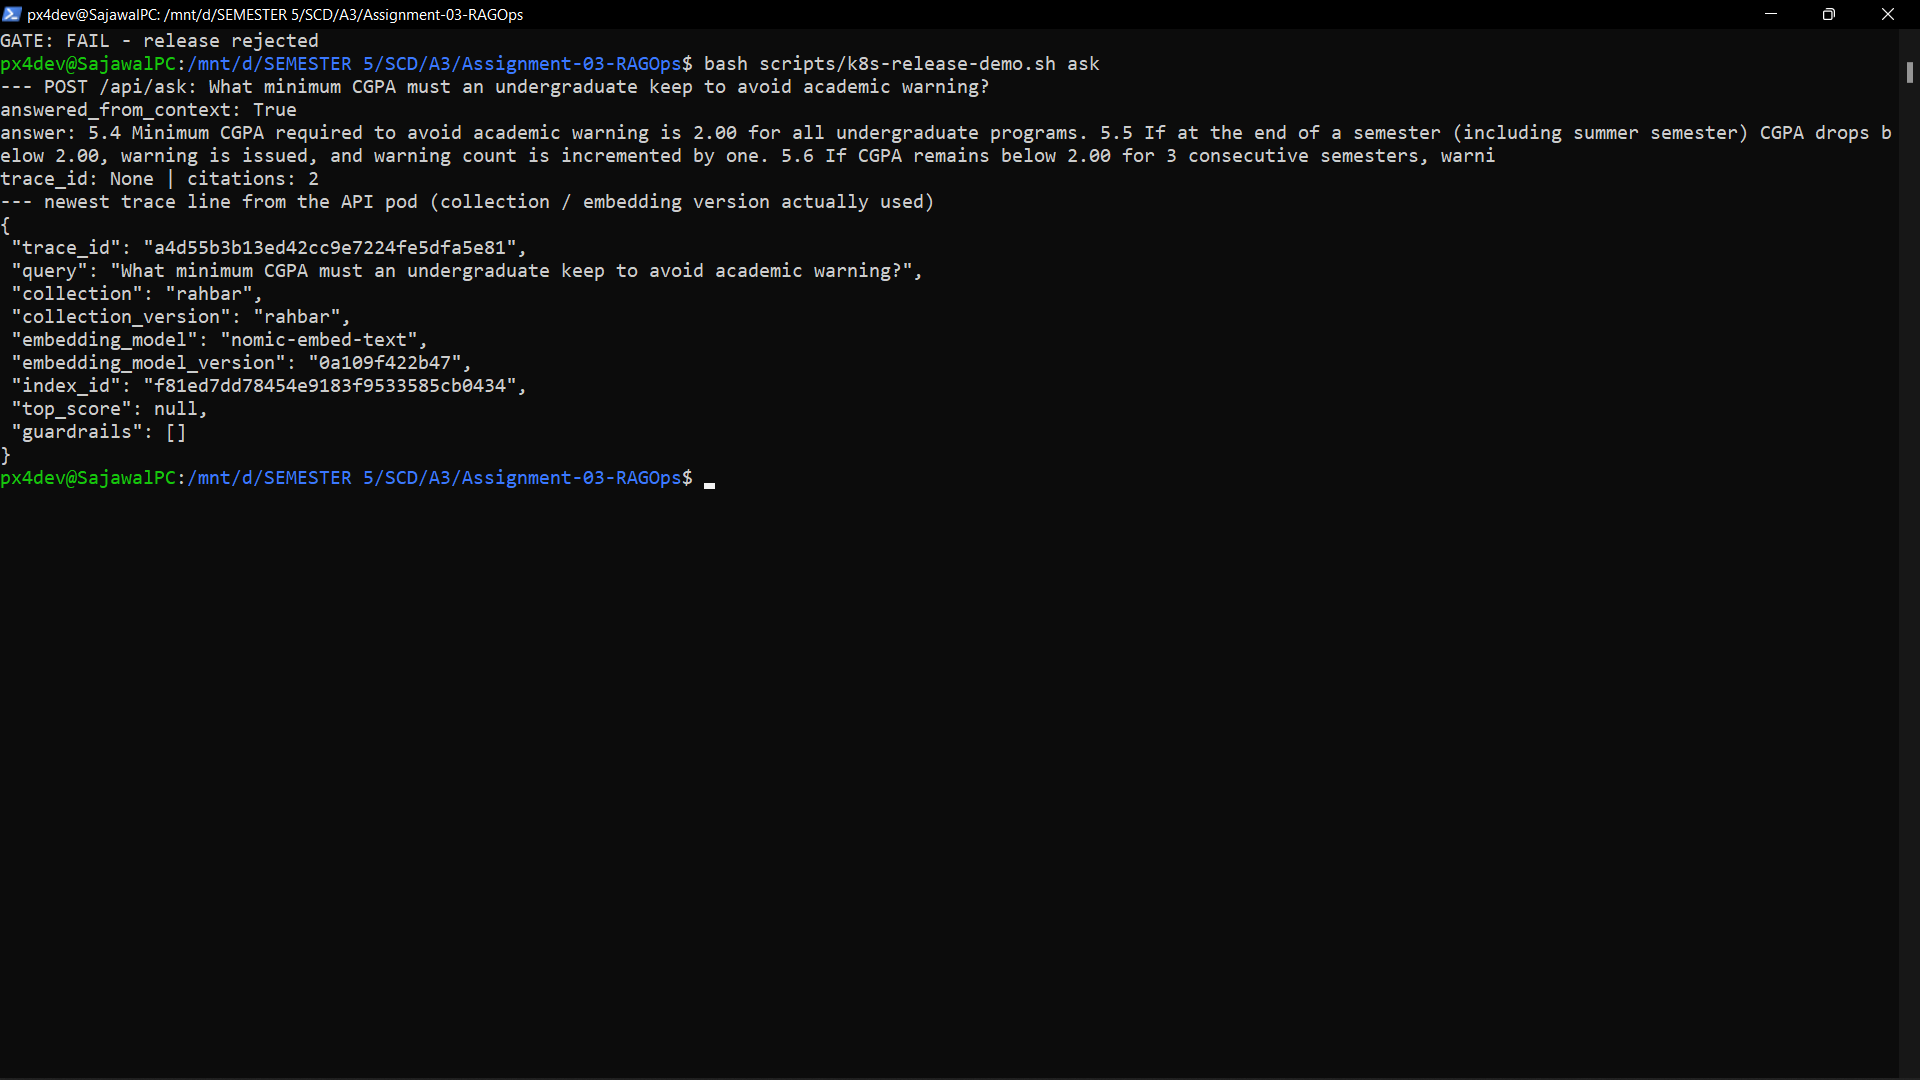 px4dev@SajawalPC: /mnt/d/SEMESTER 5/SCD/A3/Assignment-03-RAGOps
GATE: FAIL - release rejected
px4dev@SajawalPC:/mnt/d/SEMESTER 5/SCD/A3/Assignment-03-RAGOps$ bash scripts/k8s-release-demo.sh ask
--- POST /api/ask: What minimum CGPA must an undergraduate keep to avoid academic warning?
answered_from_context: True
answer: 5.4 Minimum CGPA required to avoid academic warning is 2.00 for all undergraduate programs. 5.5 If at the end of a semester (including summer semester) CGPA drops b
elow 2.00, warning is issued, and warning count is incremented by one. 5.6 If CGPA remains below 2.00 for 3 consecutive semesters, warni
trace_id: None | citations: 2
--- newest trace line from the API pod (collection / embedding version actually used)
{
 "trace_id": "a4d55b3b13ed42cc9e7224fe5dfa5e81",
 "query": "What minimum CGPA must an undergraduate keep to avoid academic warning?",
 "collection": "rahbar",
 "collection_version": "rahbar",
 "embedding_model": "nomic-embed-text",
 "embedding_model_version": "0a109f422b47",
 "index_id": "f81ed7dd78454e9183f9533585cb0434",
 "top_score": null,
 "guardrails": []
}
px4dev@SajawalPC:/mnt/d/SEMESTER 5/SCD/A3/Assignment-03-RAGOps$